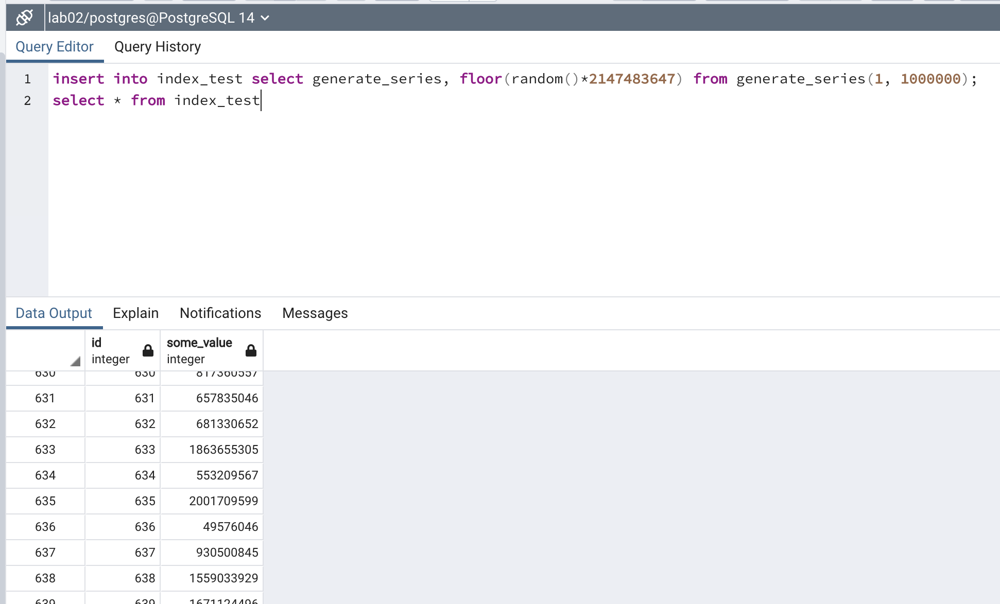 lab02/postgres@PostgreSQL 14
Query Editor Query History
1 insert into index_test select generate_series, floor(random()*2147483647) from generate_series(1, 1000000);
2 select * from index_test
Data Output Explain Notifications Messages
id some_value
integer integer
630 630 817360557
631 631 657835046
632 632 681330652
633 633 1863655305
634 634 553209567
635 635 2001709599
636 636 49576046
637 637 930500845
638 638 1559033929
639 639 1671124496